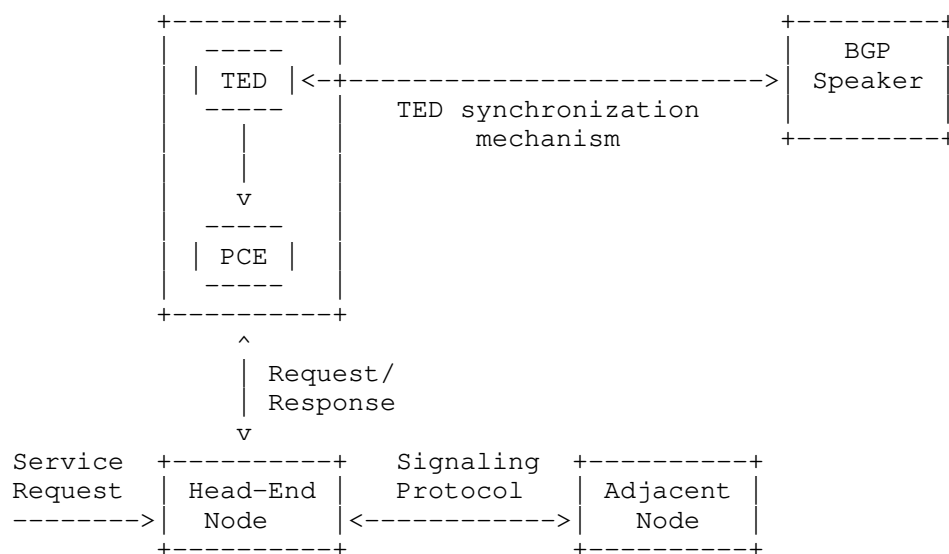 BGP
TED Speaker
TED synchronization
mechanism
PCE
Request/
Response
Service Signaling
Request Head-End Protocol Adjacent
Node Node